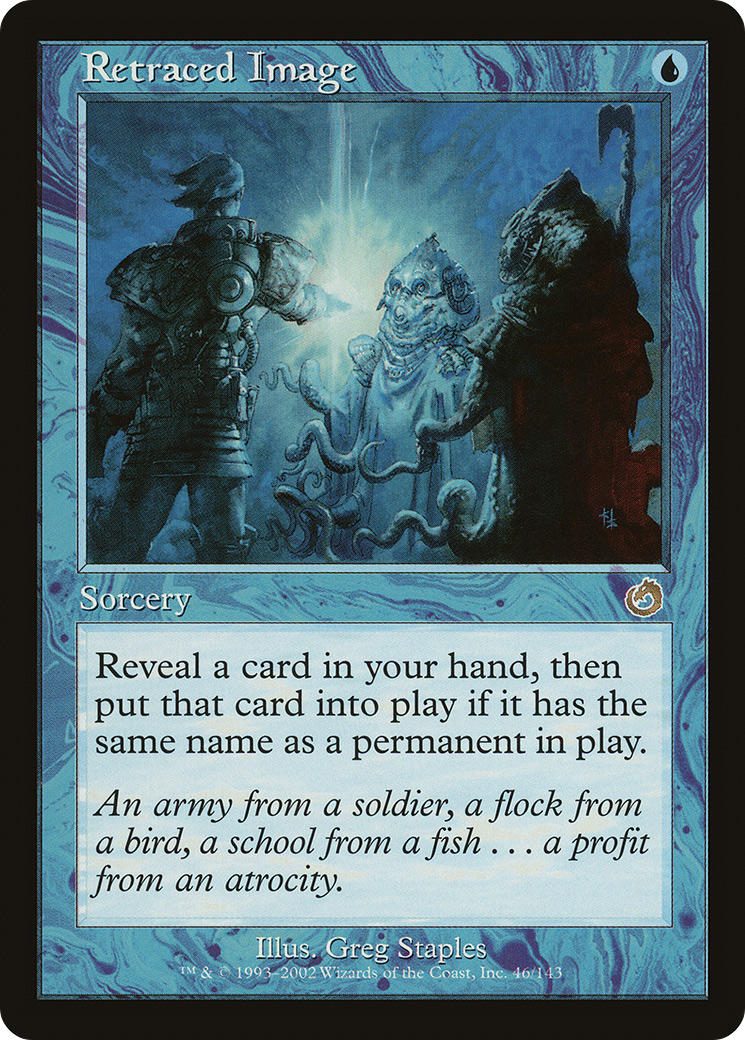 Retraced Image
Sorcery
Reveal a card in your hand, then
put that card into play if it has the
same name as a permanent in play.
An army from a soldier, a flock from
a bird, a school from a fish . . . a profit
from an atrocity.
Illus. Greg Staples
™ & © 1993–2002 Wizards of the Coast, Inc. 46/143